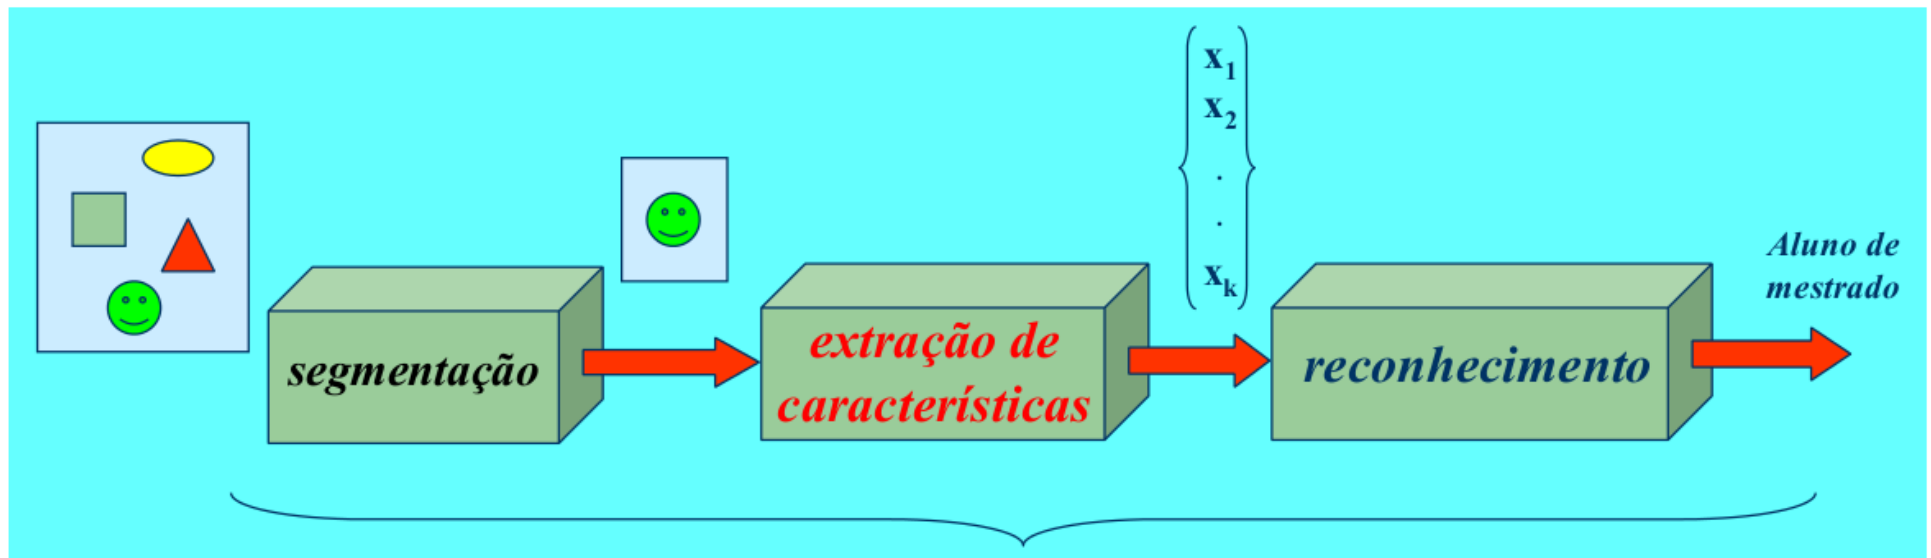 segmentação
extração de
características
x1
x2
.
.
xk
reconhecimento
Aluno de
mestrado